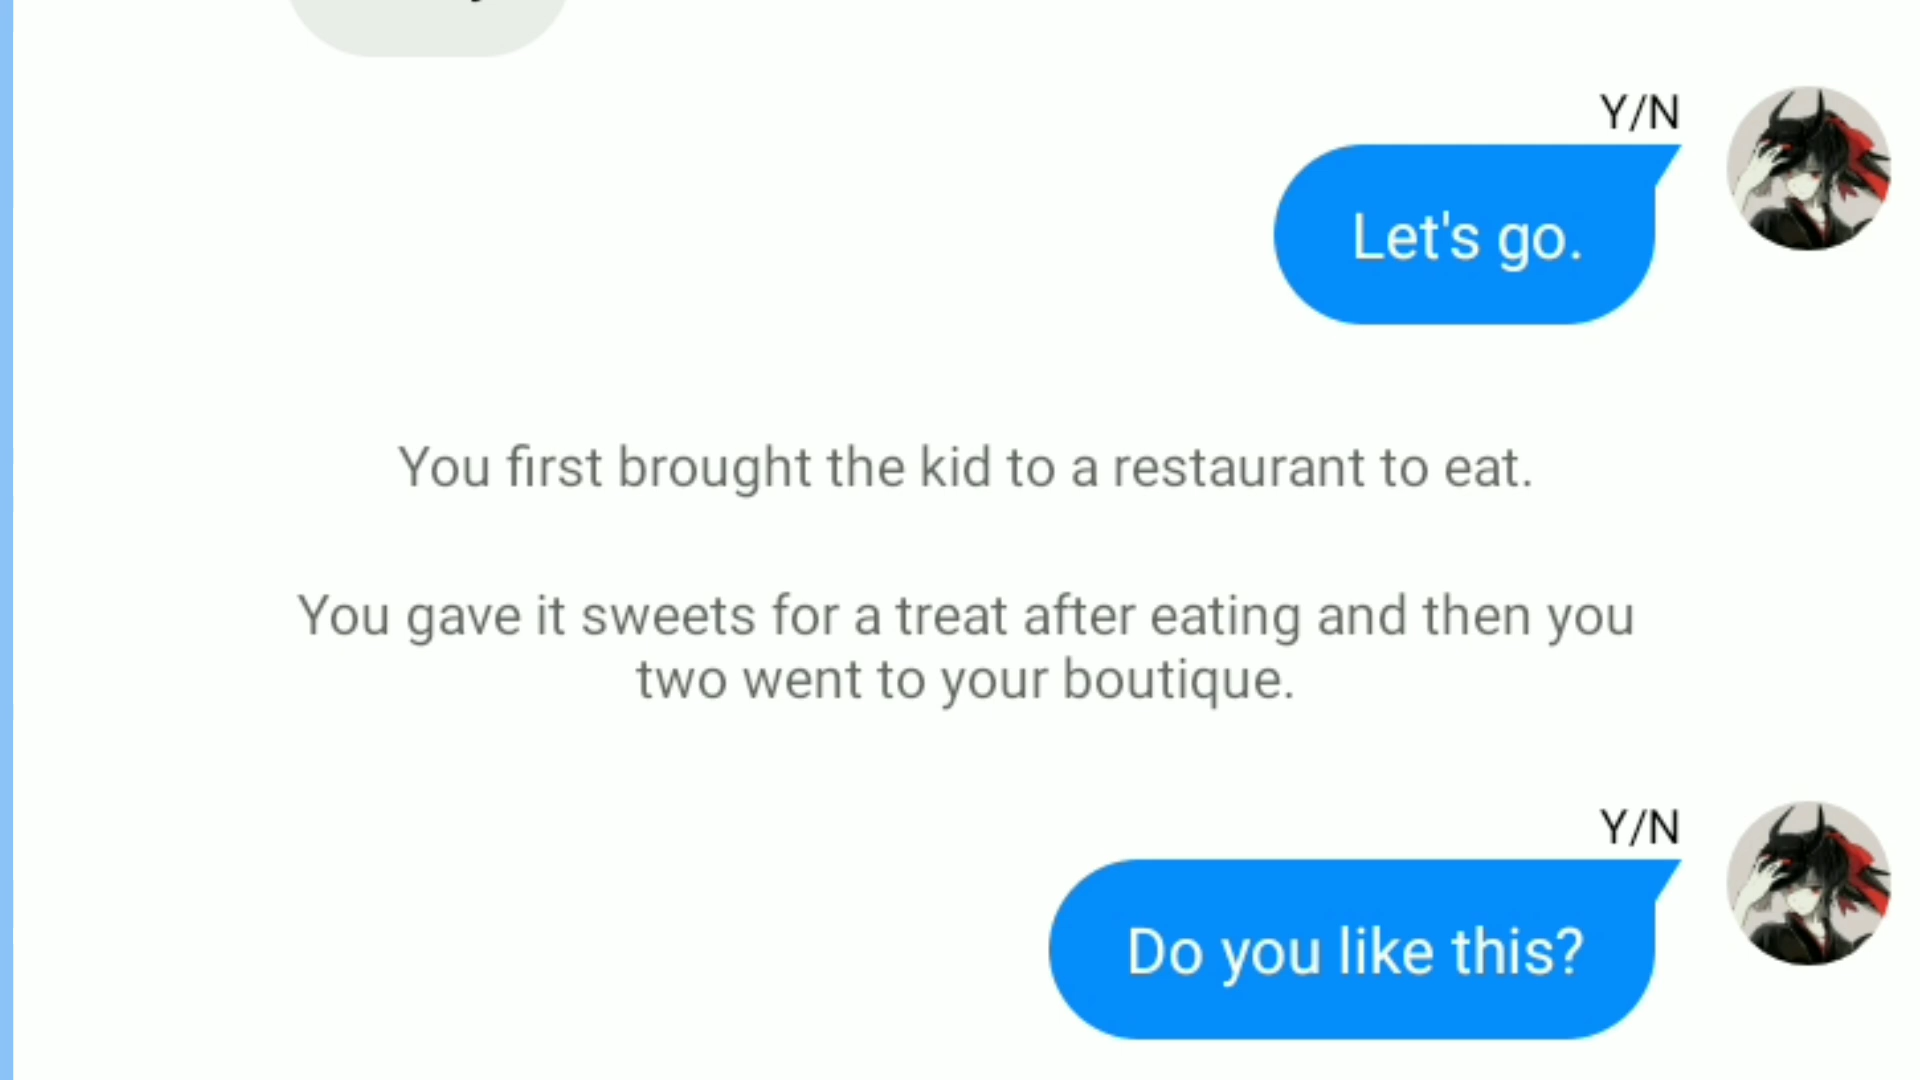 Y/N
Let's go.
You first brought the kid to a restaurant to eat.
You gave it sweets for a treat after eating and then you
two went to your boutique.
Y/N
Do you like this?